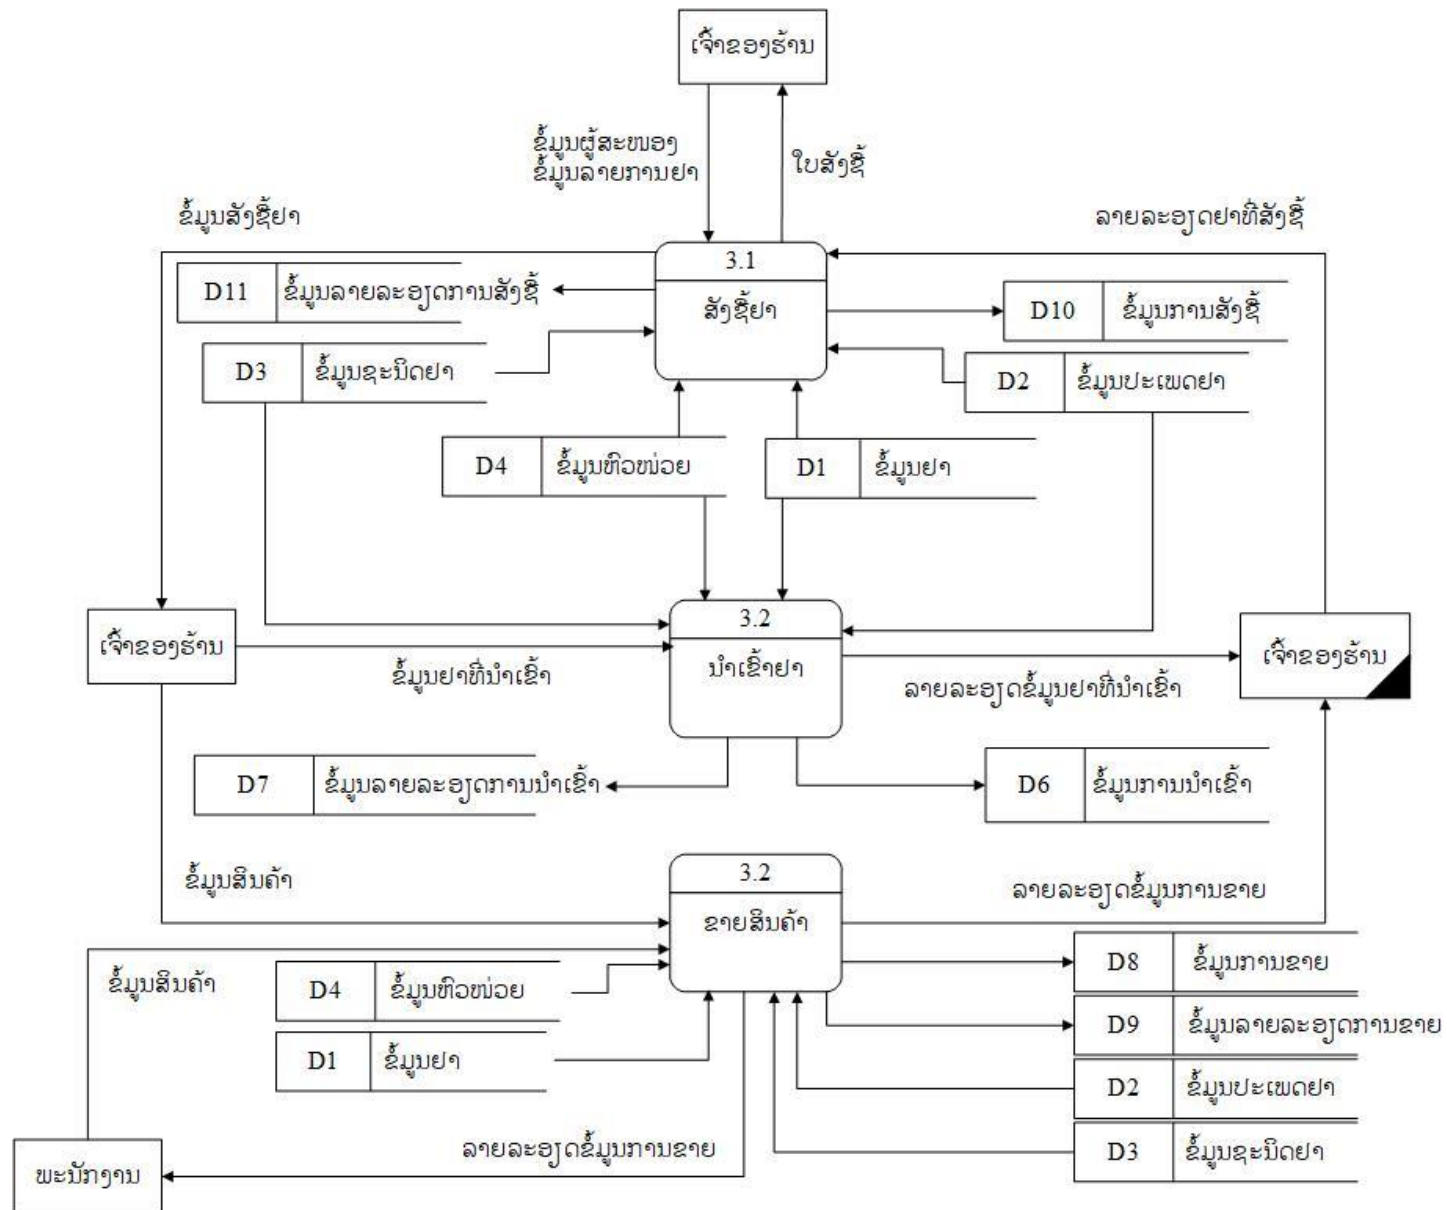 ເຈົ້າຂອງຮ້ານ
ຂໍ້ມູນຜູ້ສະໜອງ
ຂໍ້ມູນລາຍການຢາ
ໃບສັ່ງຊື້
ຂໍ້ມູນສັ່ງຊື້ຢາ
ລາຍລະອຽດຢາທີ່ສັ່ງຊື້
3.1
ສັ່ງຊື້ຢາ
D11 ຂໍ້ມູນລາຍລະອຽດການສັ່ງຊື້
D10 ຂໍ້ມູນການສັ່ງຊື້
D3 ຂໍ້ມູນຊະນິດຢາ
D2 ຂໍ້ມູນປະເພດຢາ
D4 ຂໍ້ມູນຫົວໜ່ວຍ
D1 ຂໍ້ມູນຢາ
3.2
ນຳເຂົ້າຢາ
ເຈົ້າຂອງຮ້ານ
ຂໍ້ມູນຢາທີ່ນຳເຂົ້າ
ລາຍລະອຽດຂໍ້ມູນຢາທີ່ນຳເຂົ້າ
ເຈົ້າຂອງຮ້ານ
D7 ຂໍ້ມູນລາຍລະອຽດການນຳເຂົ້າ
D6 ຂໍ້ມູນການນຳເຂົ້າ
3.2
ຂາຍສິນຄ້າ
ຂໍ້ມູນສິນຄ້າ
ລາຍລະອຽດຂໍ້ມູນການຂາຍ
ຂໍ້ມູນສິນຄ້າ
D4 ຂໍ້ມູນຫົວໜ່ວຍ
D8 ຂໍ້ມູນການຂາຍ
D9 ຂໍ້ມູນລາຍລະອຽດການຂາຍ
D1 ຂໍ້ມູນຢາ
D2 ຂໍ້ມູນປະເພດຢາ
D3 ຂໍ້ມູນຊະນິດຢາ
ລາຍລະອຽດຂໍ້ມູນການຂາຍ
ພະນັກງານ